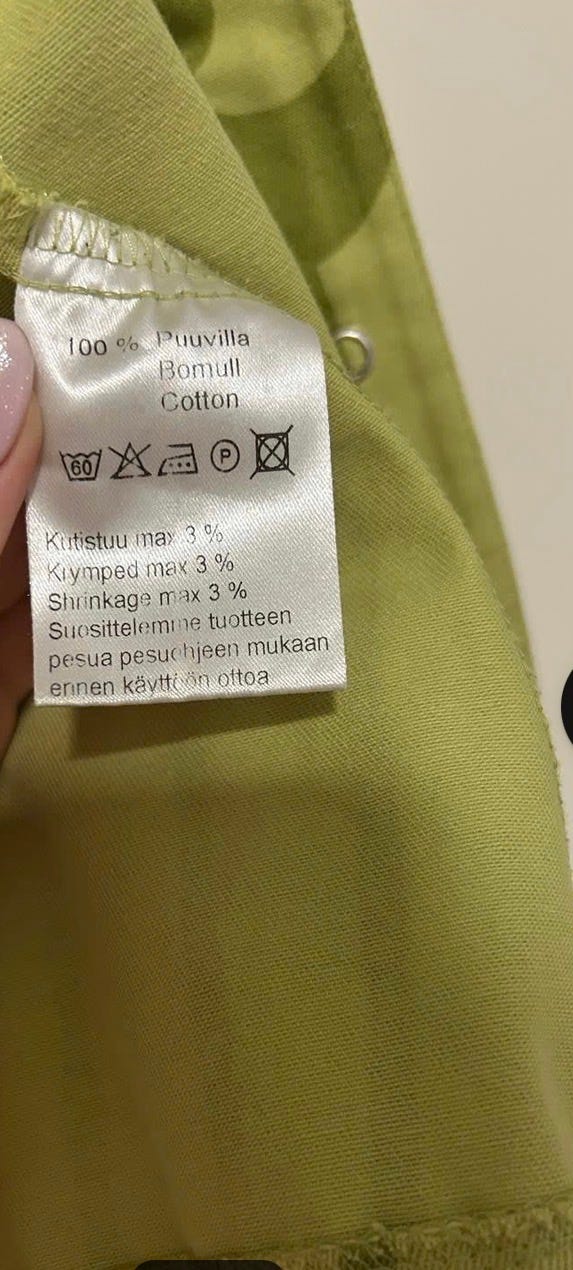 100 % Puuvilla
Bomull
Cotton
60 P
Kutistuu max 3 %
Krymped max 3 %
Shrinkage max 3 %
Suosittelemme tuotteen
pesua pesuohjeen mukaan
ennen käyttöön ottoa